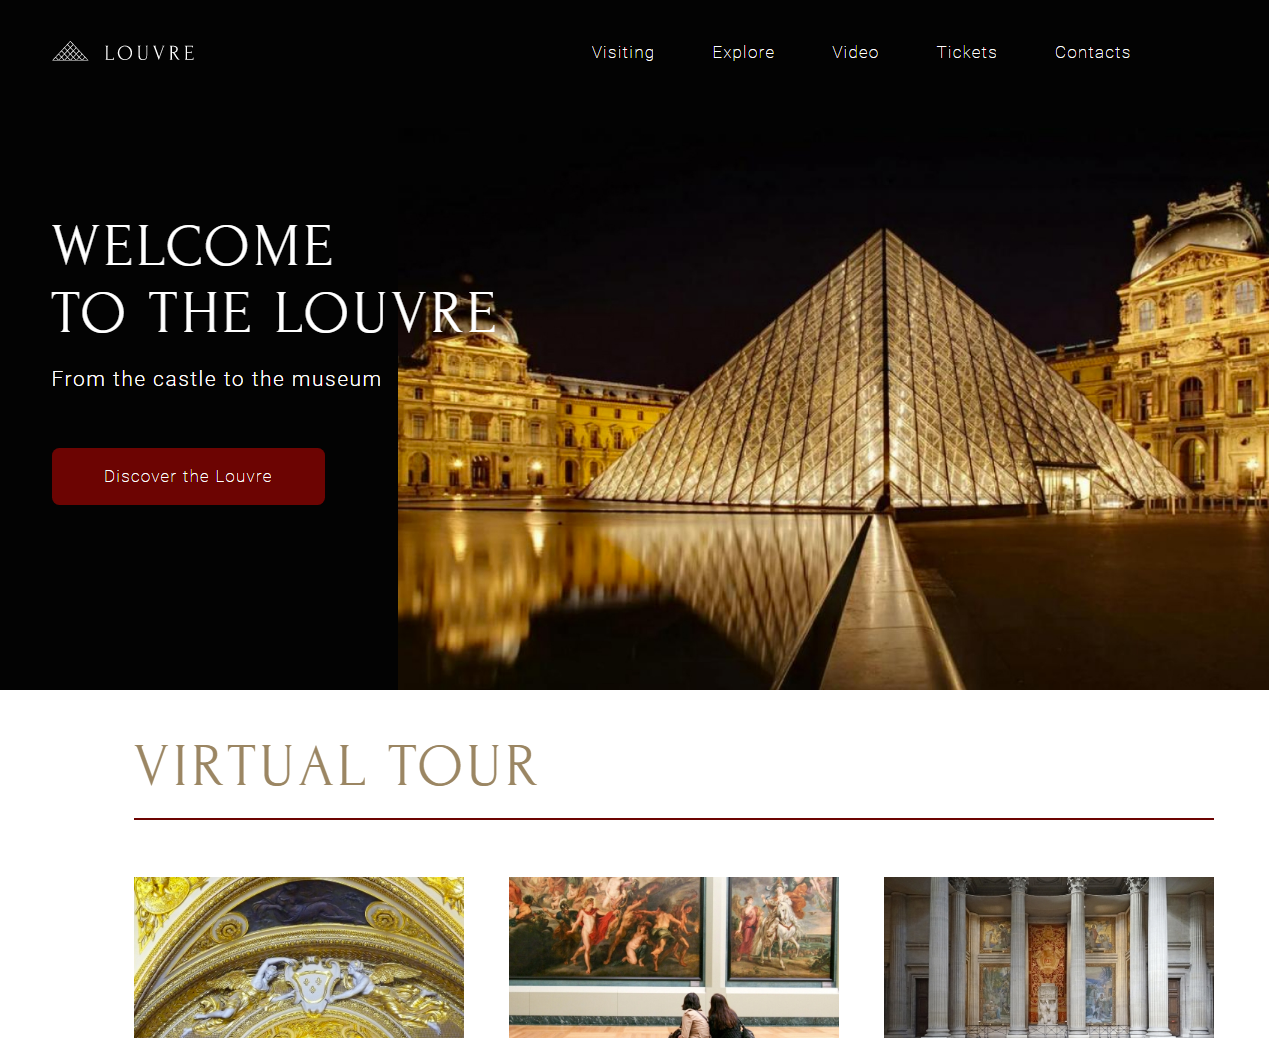 LOUVRE
Visiting
Explore
Video
Tickets
Contacts
WELCOME
TO THE LOUVRE
From the castle to the museum
Discover the Louvre
VIRTUAL TOUR